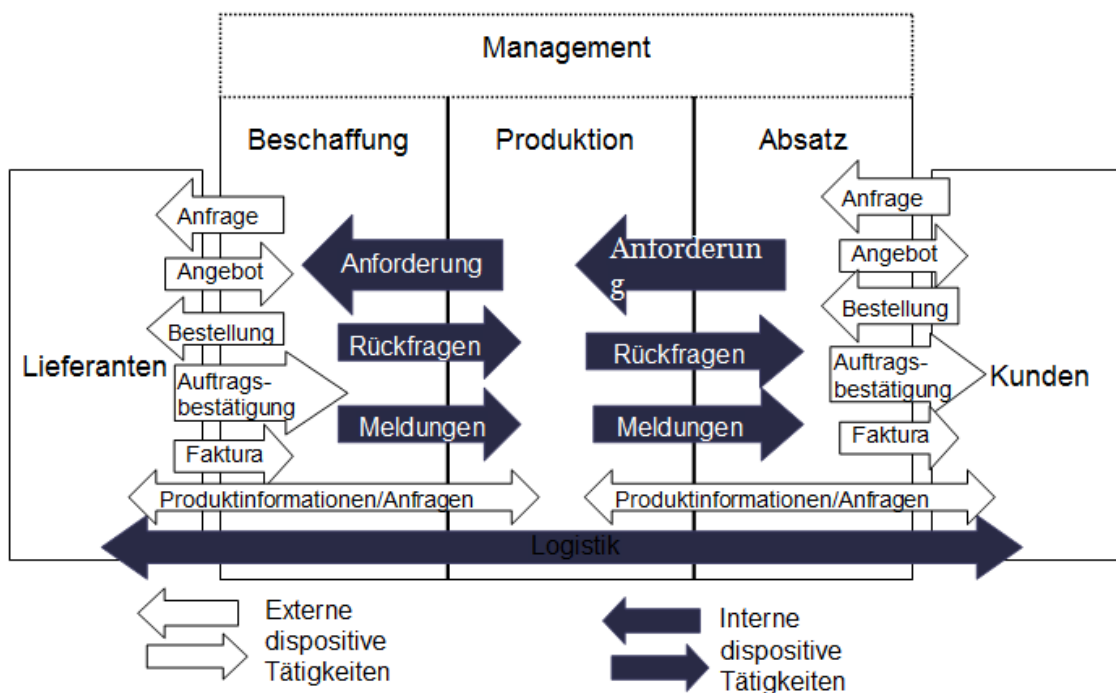 Management
Beschaffung
Produktion
Absatz
Lieferanten
Anfrage
Angebot
Bestellung
Auftrags-
bestätigung
Faktura
Anforderung
Rückfragen
Meldungen
Anforderun
g
Rückfragen
Meldungen
Anfrage
Angebot
Bestellung
Auftrags-
bestätigung
Faktura
Kunden
Produktinformationen/Anfragen
Produktinformationen/Anfragen
Logistik
Externe
dispositive
Tätigkeiten
Interne
dispositive
Tätigkeiten